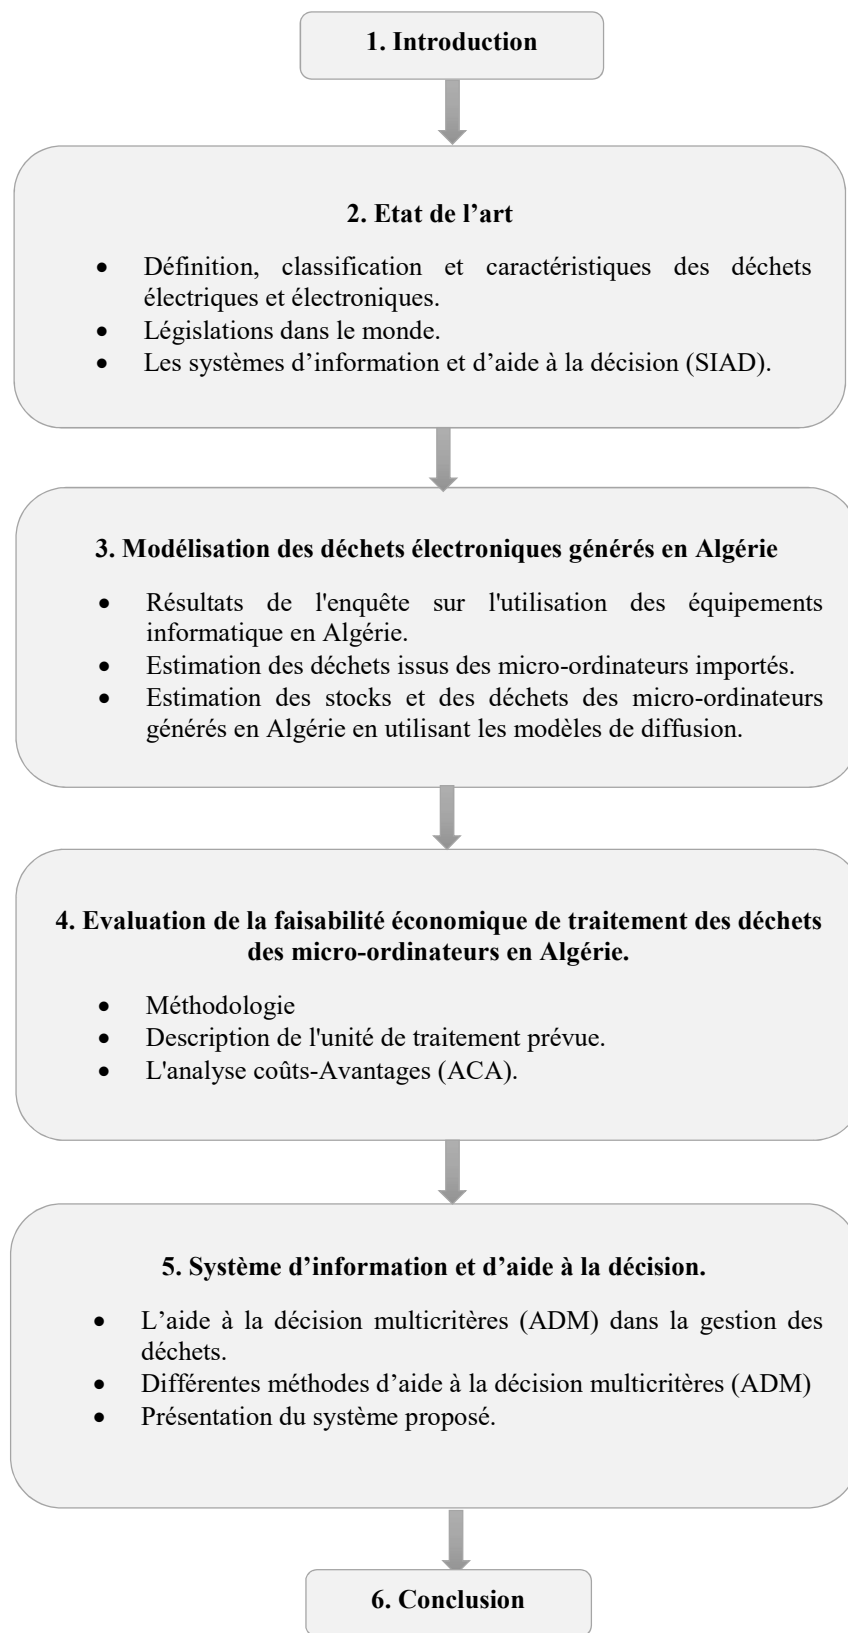 1. Introduction
2. Etat de l’art
• Définition, classification et caractéristiques des déchets
électriques et électroniques.
• Législations dans le monde.
• Les systèmes d’information et d’aide à la décision (SIAD).
3. Modélisation des déchets électroniques générés en Algérie
• Résultats de l'enquête sur l'utilisation des équipements
informatique en Algérie.
• Estimation des déchets issus des micro-ordinateurs importés.
• Estimation des stocks et des déchets des micro-ordinateurs
générés en Algérie en utilisant les modèles de diffusion.
4. Evaluation de la faisabilité économique de traitement des déchets
des micro-ordinateurs en Algérie.
• Méthodologie
• Description de l'unité de traitement prévue.
• L'analyse coûts-Avantages (ACA).
5. Système d’information et d’aide à la décision.
• L’aide à la décision multicritères (ADM) dans la gestion des
déchets.
• Différentes méthodes d’aide à la décision multicritères (ADM)
• Présentation du système proposé.
6. Conclusion